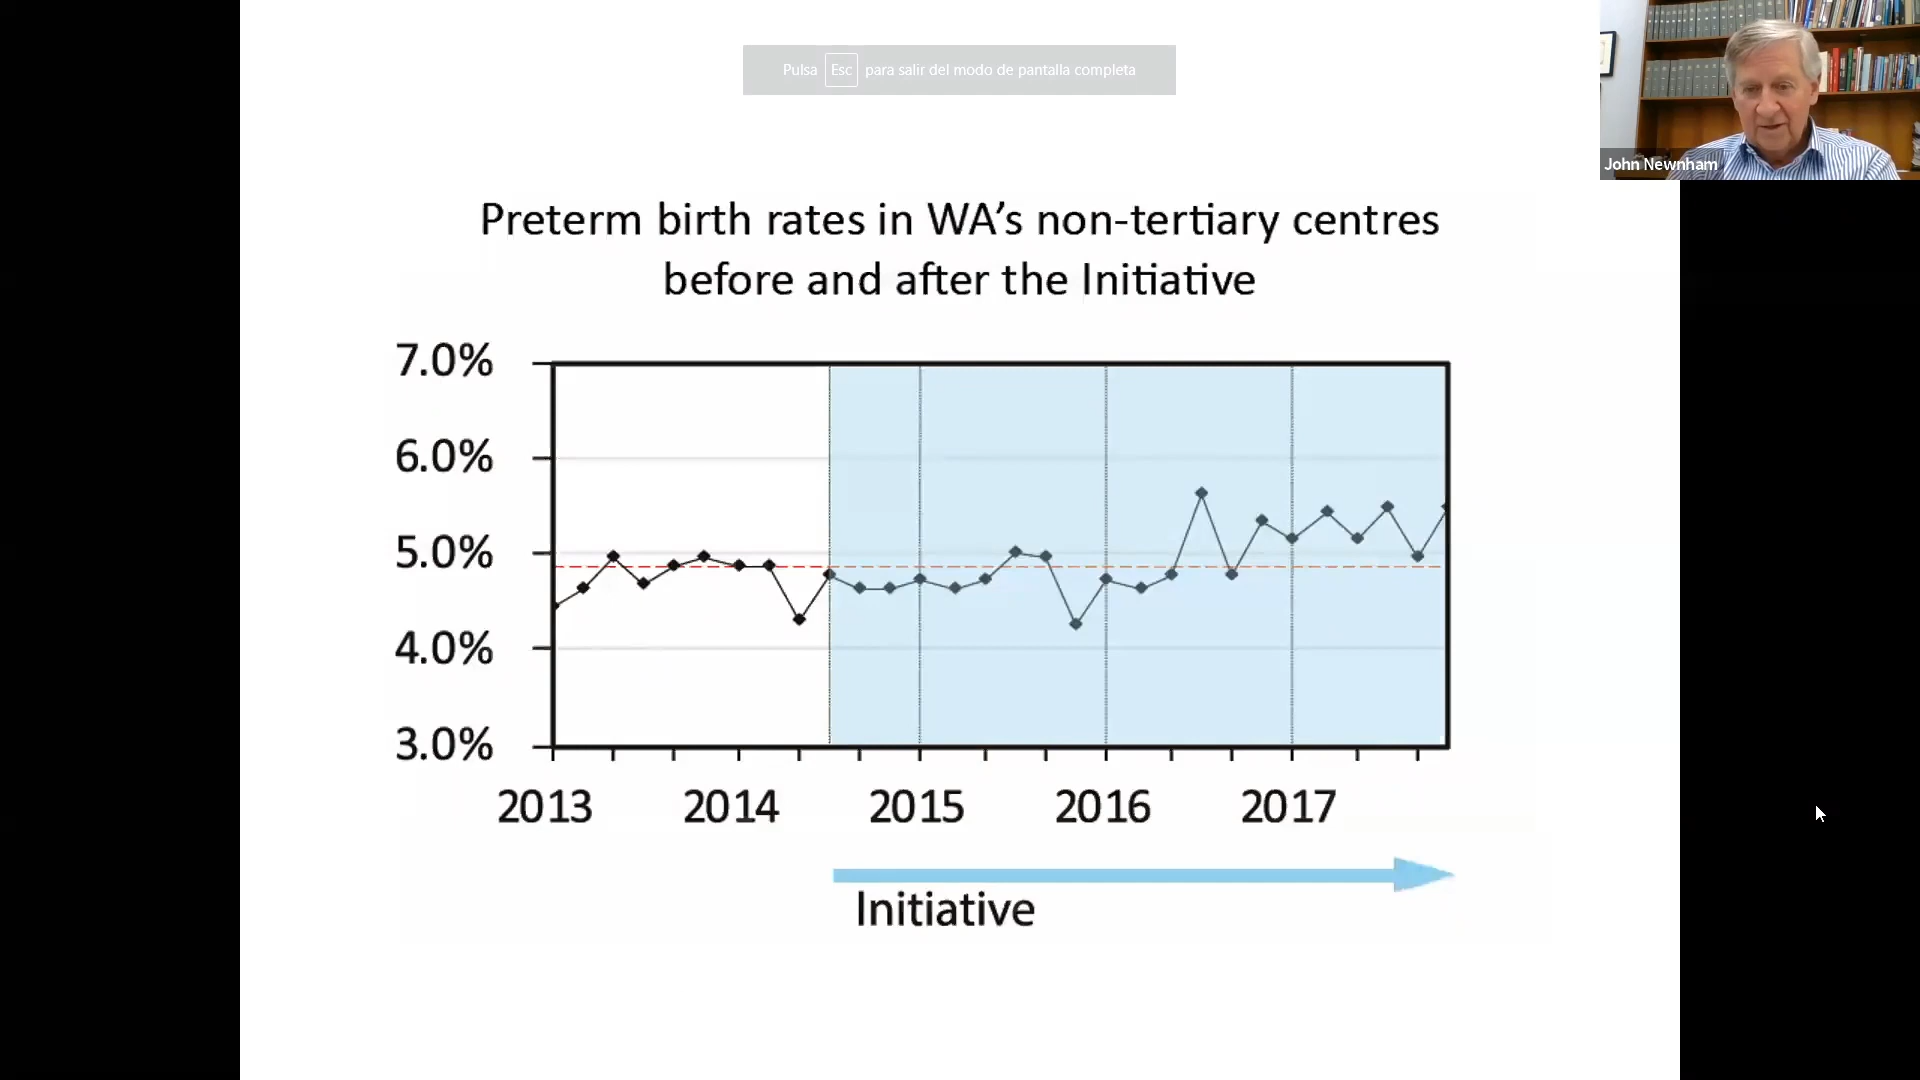 Pulsa Esc para salir del modo de pantalla completa
John Newnham
Preterm birth rates in WA's non-tertiary centres
before and after the Initiative
7.0%
6.0%
5.0%
4.0%
3.0%
2013 2014 2015 2016 2017
Initiative